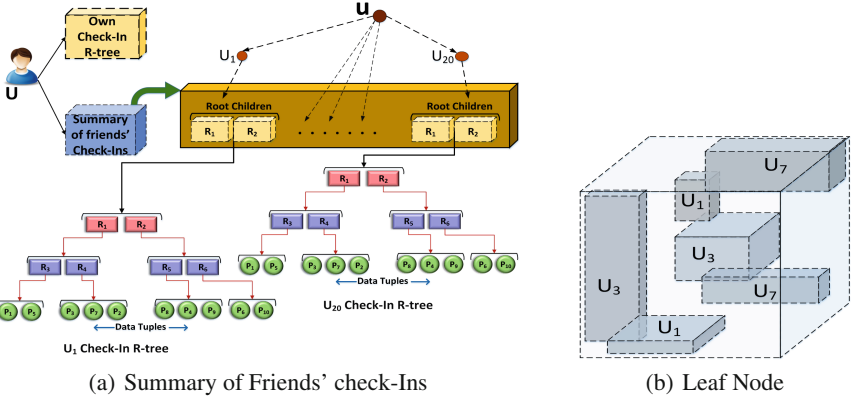 u
Own
Check-In
R-tree
U₁
U₂₀
U
Summary
of friends'
Check-Ins
Root Children
Root Children
R₁ R₂ . . . . . . . R₁ R₂
R₁ R₂
R₃ R₄ R₅ R₆
P₁ P₅ P₃ P₇ P₂ P₈ P₄ P₉ P₆ P₁₀
Data Tuples
U₂₀ Check-In R-tree
R₁ R₂
R₃ R₄ R₅ R₆
P₁ P₅ P₃ P₇ P₂ P₈ P₄ P₉ P₆ P₁₀
Data Tuples
U₁ Check-In R-tree
(a) Summary of Friends' check-Ins
U₇
U₁
U₃
U₃
U₇
U₁
(b) Leaf Node